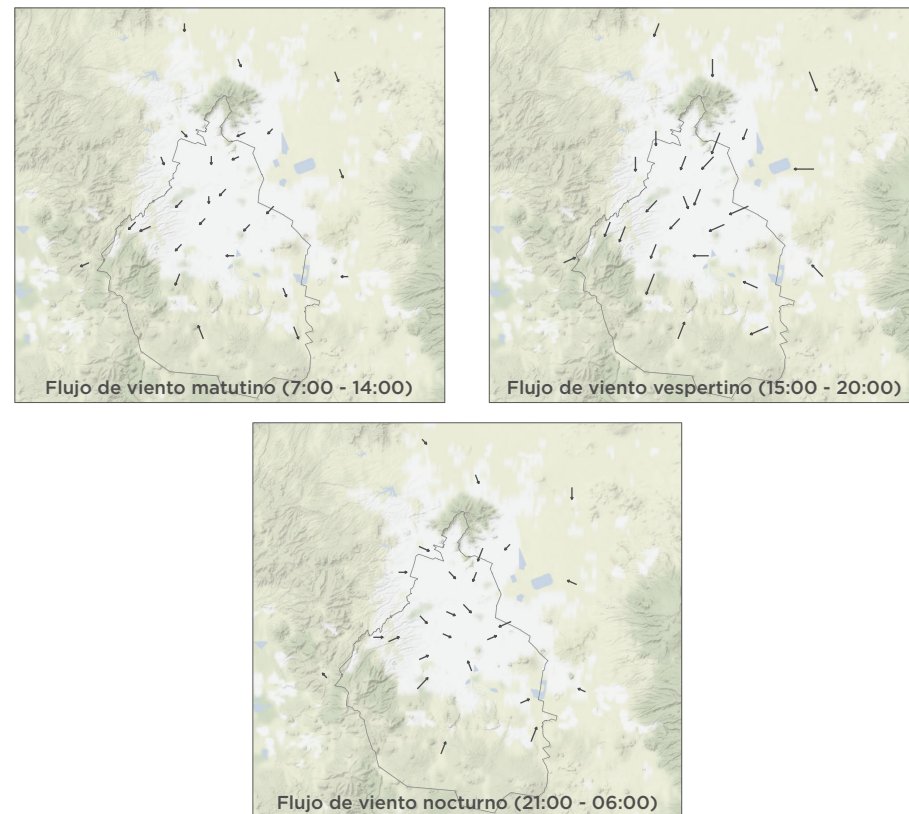 Flujo de viento matutino (7:00 - 14:00)
Flujo de viento vespertino (15:00 - 20:00)
Flujo de viento nocturno (21:00 - 06:00)